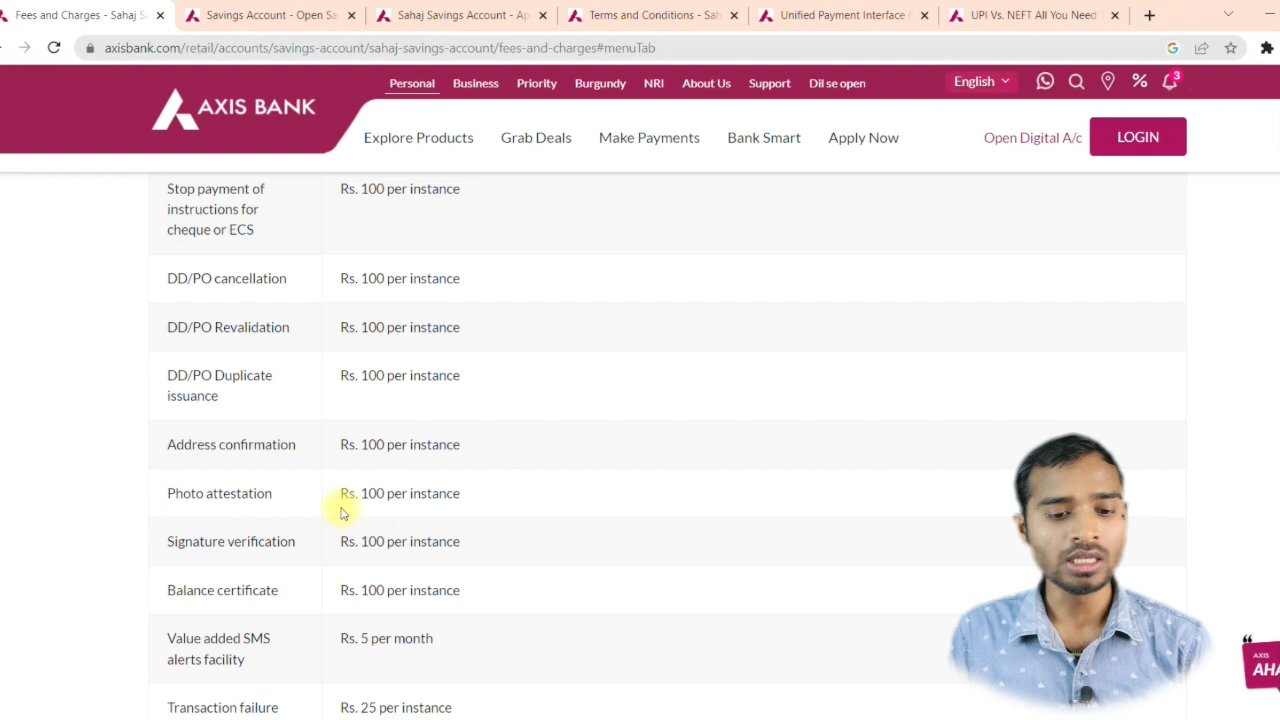 Fees and Charges - Sahaj S
Savings Account - Open Sa
Sahaj Savings Account - Ap
Terms and Conditions - Sah
Unified Payment Interface
UPI Vs. NEFT All You Need
axisbank.com/retail/accounts/savings-account/sahaj-savings-account/fees-and-charges#menuTab
Personal Business Priority Burgundy NRI About Us Support Dil se open English 3
AXIS BANK
Explore Products Grab Deals Make Payments Bank Smart Apply Now Open Digital A/c LOGIN
Stop payment of Rs. 100 per instance
instructions for
cheque or ECS
DD/PO cancellation Rs. 100 per instance
DD/PO Revalidation Rs. 100 per instance
DD/PO Duplicate Rs. 100 per instance
issuance
Address confirmation Rs. 100 per instance
Photo attestation Rs. 100 per instance
Signature verification Rs. 100 per instance
Balance certificate Rs. 100 per instance
Value added SMS Rs. 5 per month
alerts facility
Transaction failure Rs. 25 per instance
AXIS
AHA